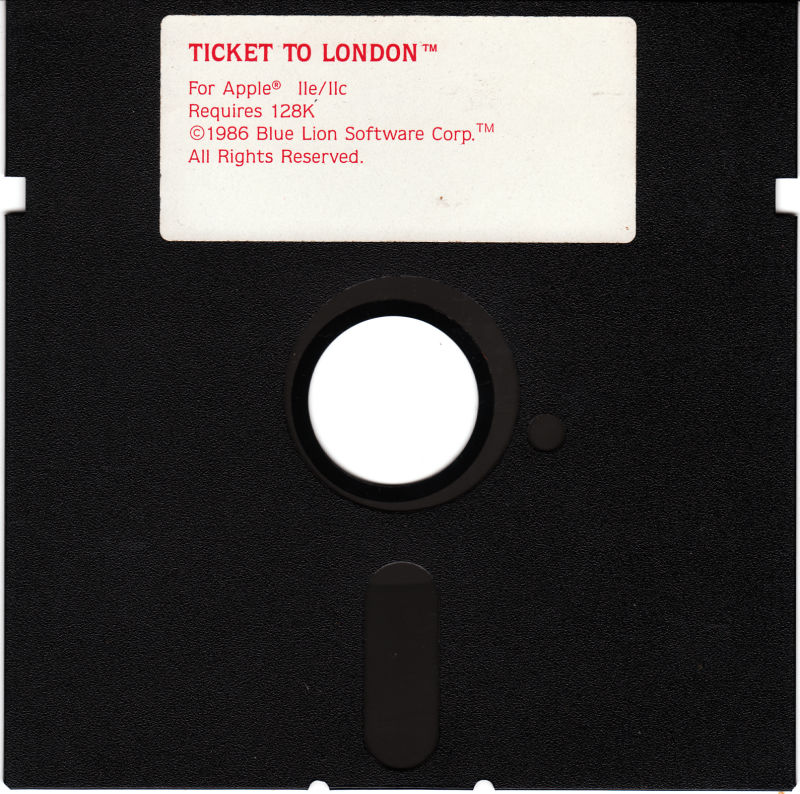 TICKET TO LONDON™
For Apple® IIe/IIc
Requires 128K
©1986 Blue Lion Software Corp.™
All Rights Reserved.